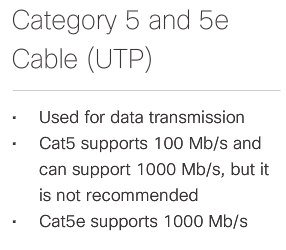 Category 5 and 5e
Cable (UTP)
• Used for data transmission
• Cat5 supports 100 Mb/s and
can support 1000 Mb/s, but it
is not recommended
• Cat5e supports 1000 Mb/s